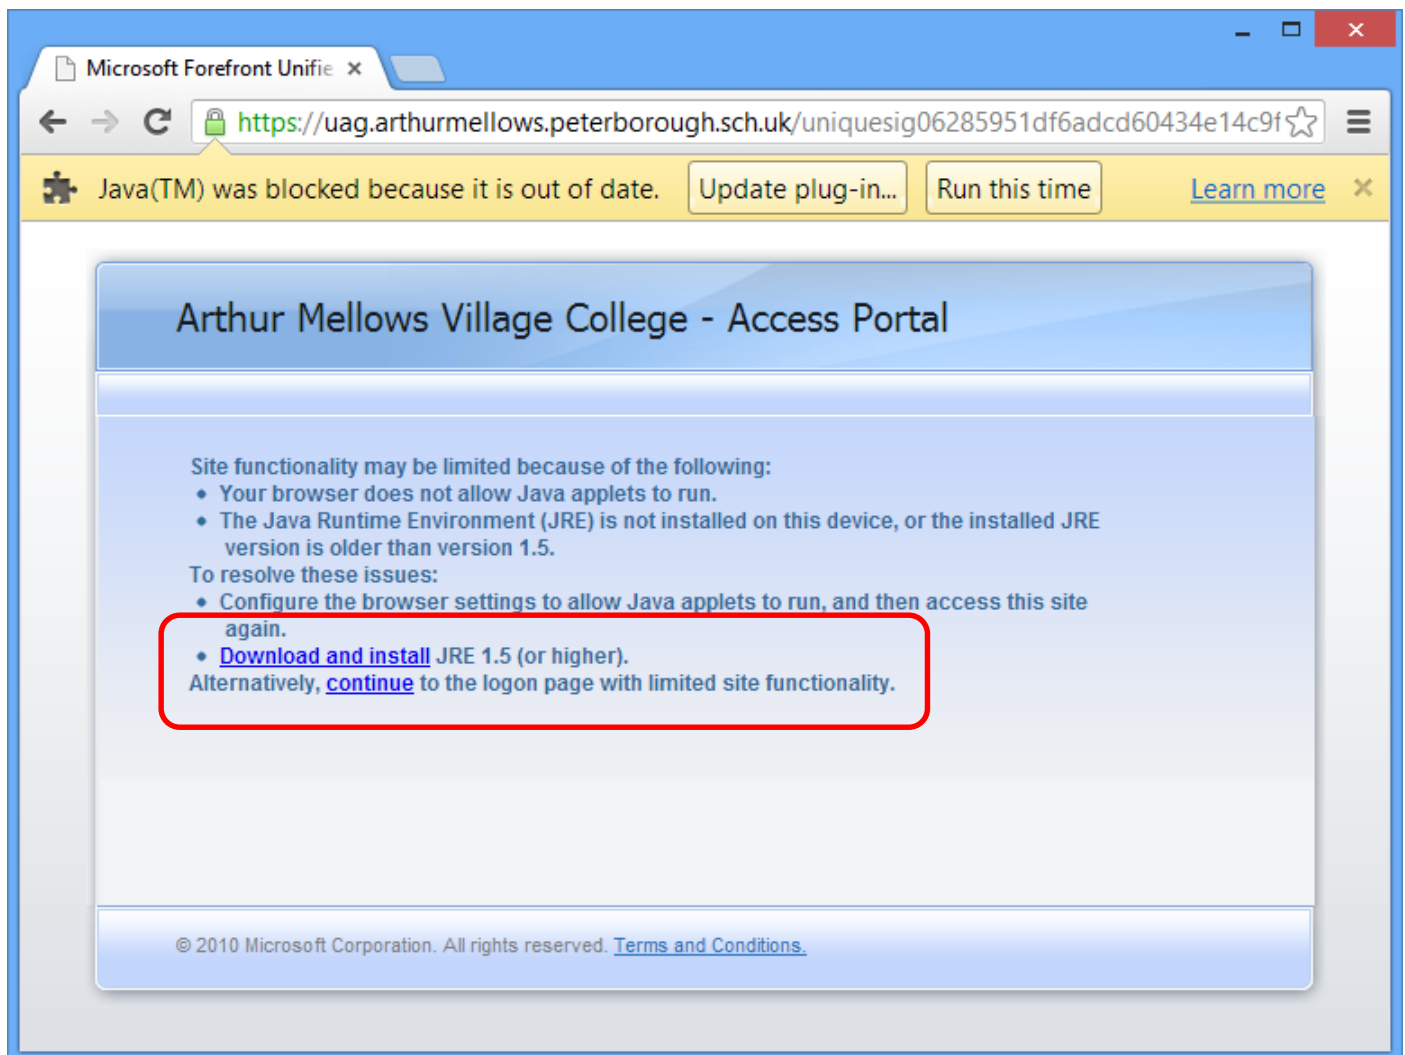 Microsoft Forefront Unifie
https://uag.arthurmellows.peterborough.sch.uk/uniquesig06285951df6adcd60434e14c9f
Java(TM) was blocked because it is out of date. Update plug-in... Run this time Learn more
Arthur Mellows Village College - Access Portal
Site functionality may be limited because of the following:
• Your browser does not allow Java applets to run.
• The Java Runtime Environment (JRE) is not installed on this device, or the installed JRE
version is older than version 1.5.
To resolve these issues:
• Configure the browser settings to allow Java applets to run, and then access this site
again.
• Download and install JRE 1.5 (or higher).
Alternatively, continue to the logon page with limited site functionality.
© 2010 Microsoft Corporation. All rights reserved. Terms and Conditions.